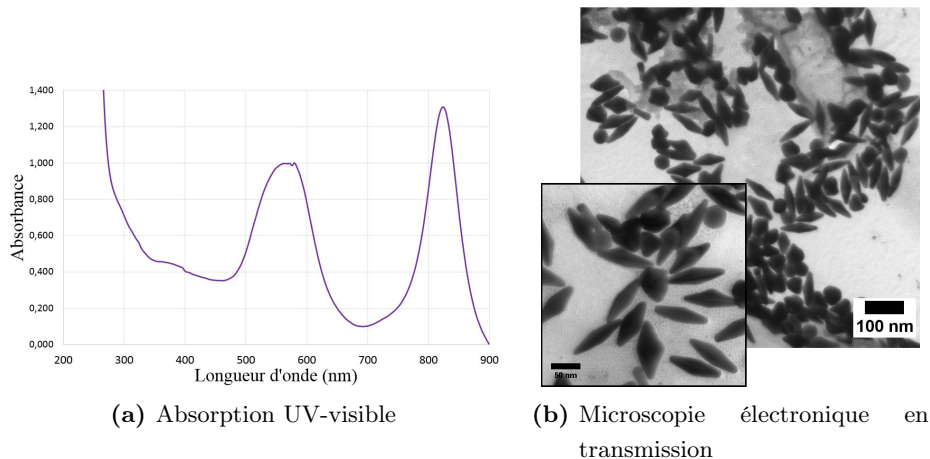 1,400
1,200
1,000
0,800
0,600
0,400
0,200
0,000
200 300 400 500 600 700 800 900
Absorbance
Longueur d'onde (nm)
100 nm
50 nm
(a) Absorption UV-visible
(b) Microscopie électronique en
transmission